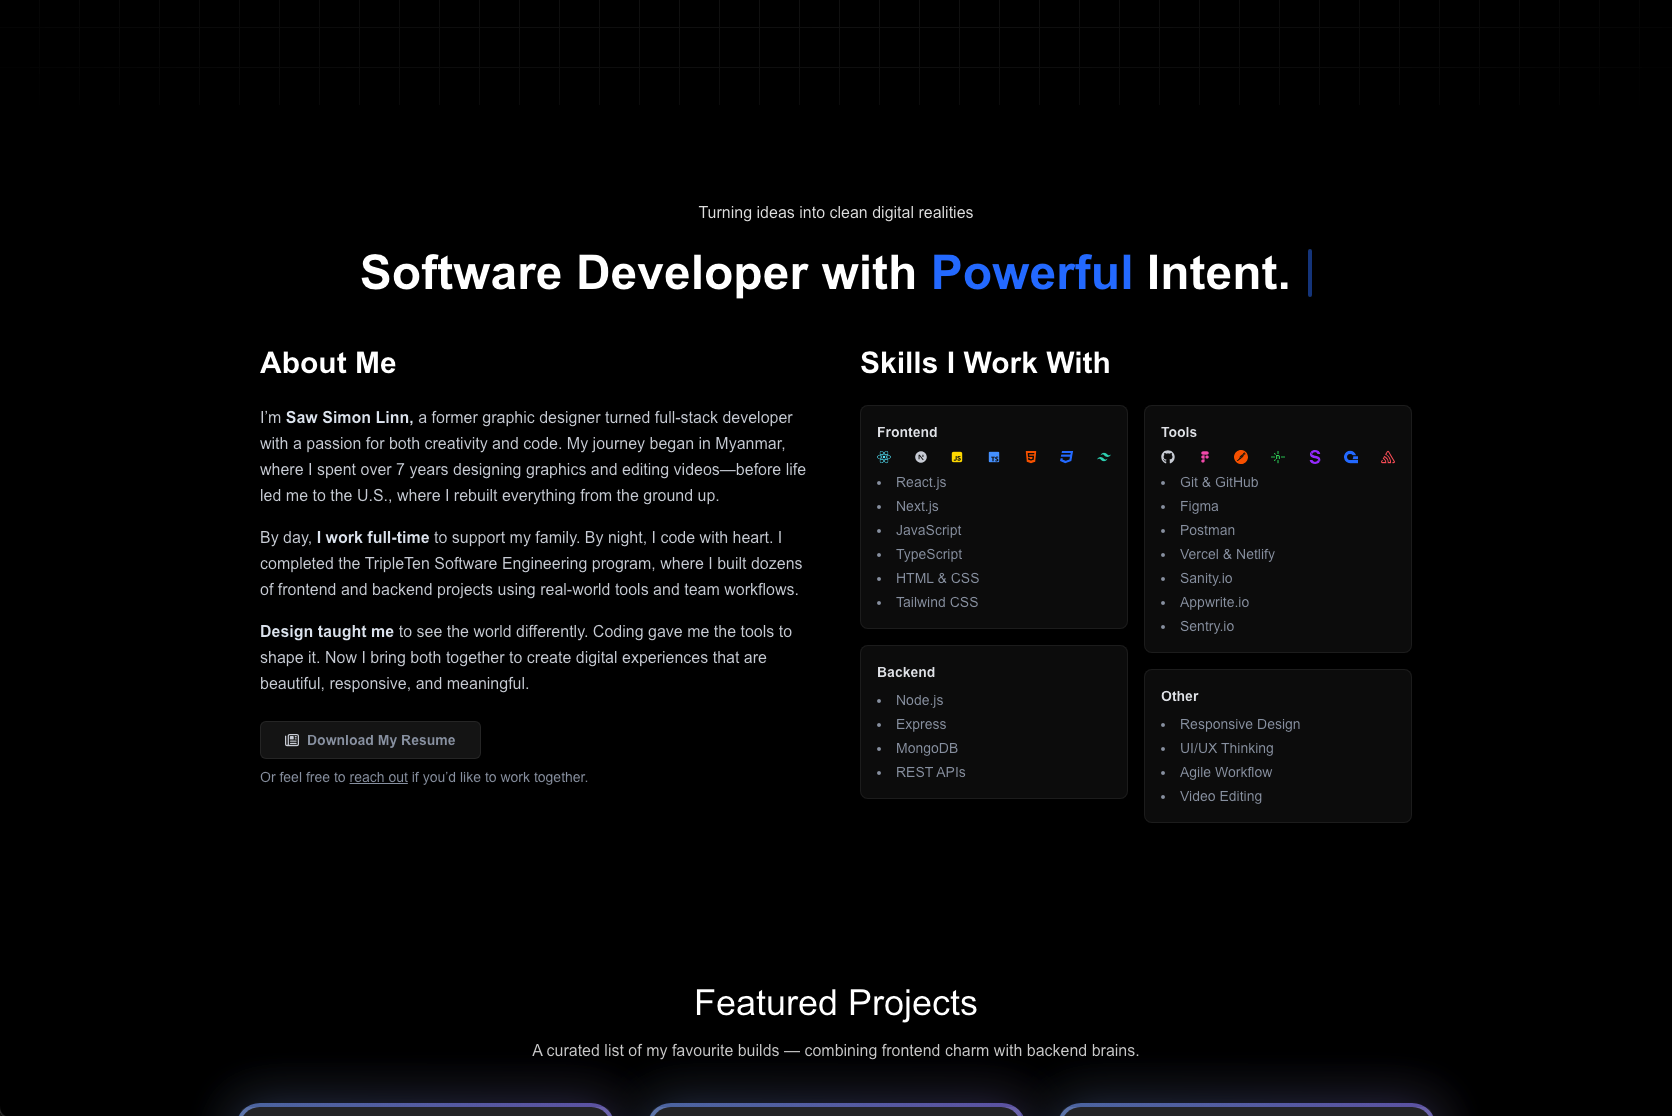 Turning ideas into clean digital realities
Software Developer with Powerful Intent.
About Me
I’m Saw Simon Linn, a former graphic designer turned full-stack developer
with a passion for both creativity and code. My journey began in Myanmar,
where I spent over 7 years designing graphics and editing videos—before life
led me to the U.S., where I rebuilt everything from the ground up.
By day, I work full-time to support my family. By night, I code with heart. I
completed the TripleTen Software Engineering program, where I built dozens
of frontend and backend projects using real-world tools and team workflows.
Design taught me to see the world differently. Coding gave me the tools to
shape it. Now I bring both together to create digital experiences that are
beautiful, responsive, and meaningful.
Download My Resume
Or feel free to reach out if you’d like to work together.
Skills I Work With
Frontend
JS
TS
React.js
Next.js
JavaScript
TypeScript
HTML & CSS
Tailwind CSS
Backend
Node.js
Express
MongoDB
REST APIs
Tools
Git & GitHub
Figma
Postman
Vercel & Netlify
Sanity.io
Appwrite.io
Sentry.io
Other
Responsive Design
UI/UX Thinking
Agile Workflow
Video Editing
Featured Projects
A curated list of my favourite builds — combining frontend charm with backend brains.